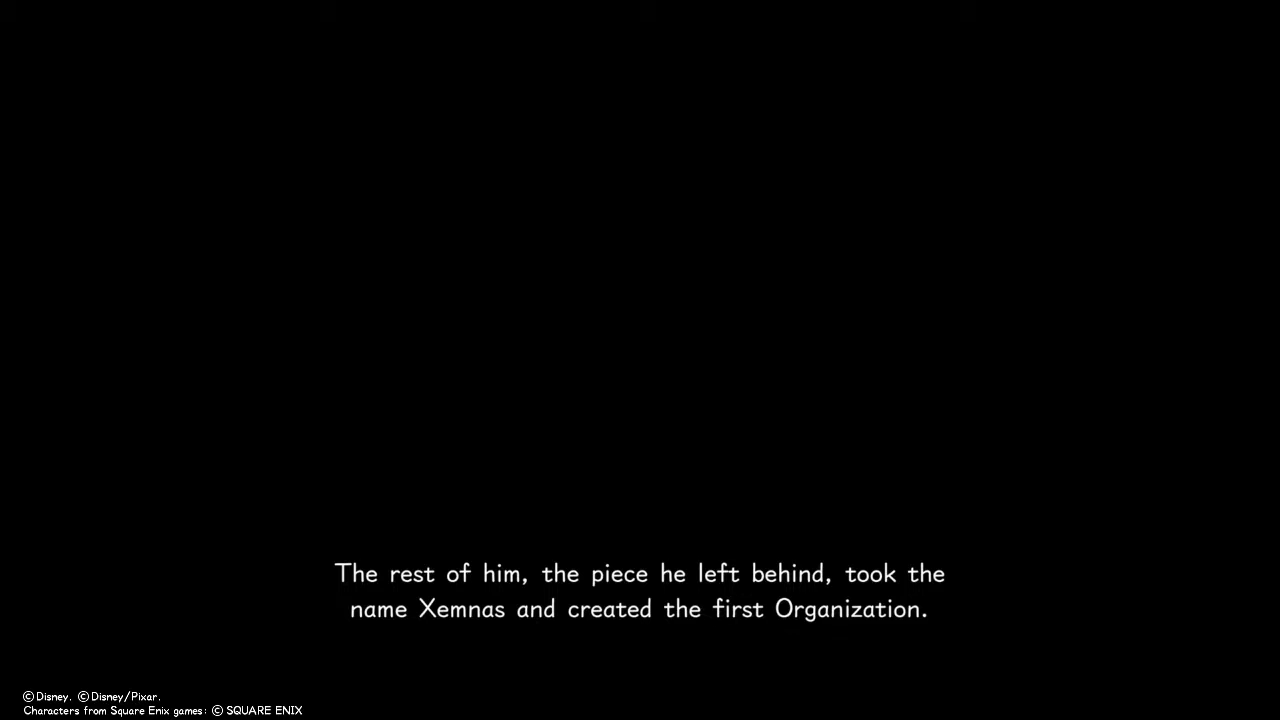 The rest of him, the piece he left behind, took the
name Xemnas and created the first Organization.
©Disney. ©Disney/Pixar.
Characters from Square Enix games: © SQUARE ENIX